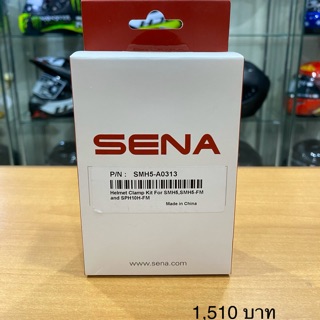 SENA
P/N : SMH5-A0313
Helmet Clamp Kit For SMH5,SMH5-FM
and SPH10H-FM
Made in China
www.sena.com
1,510 บาท